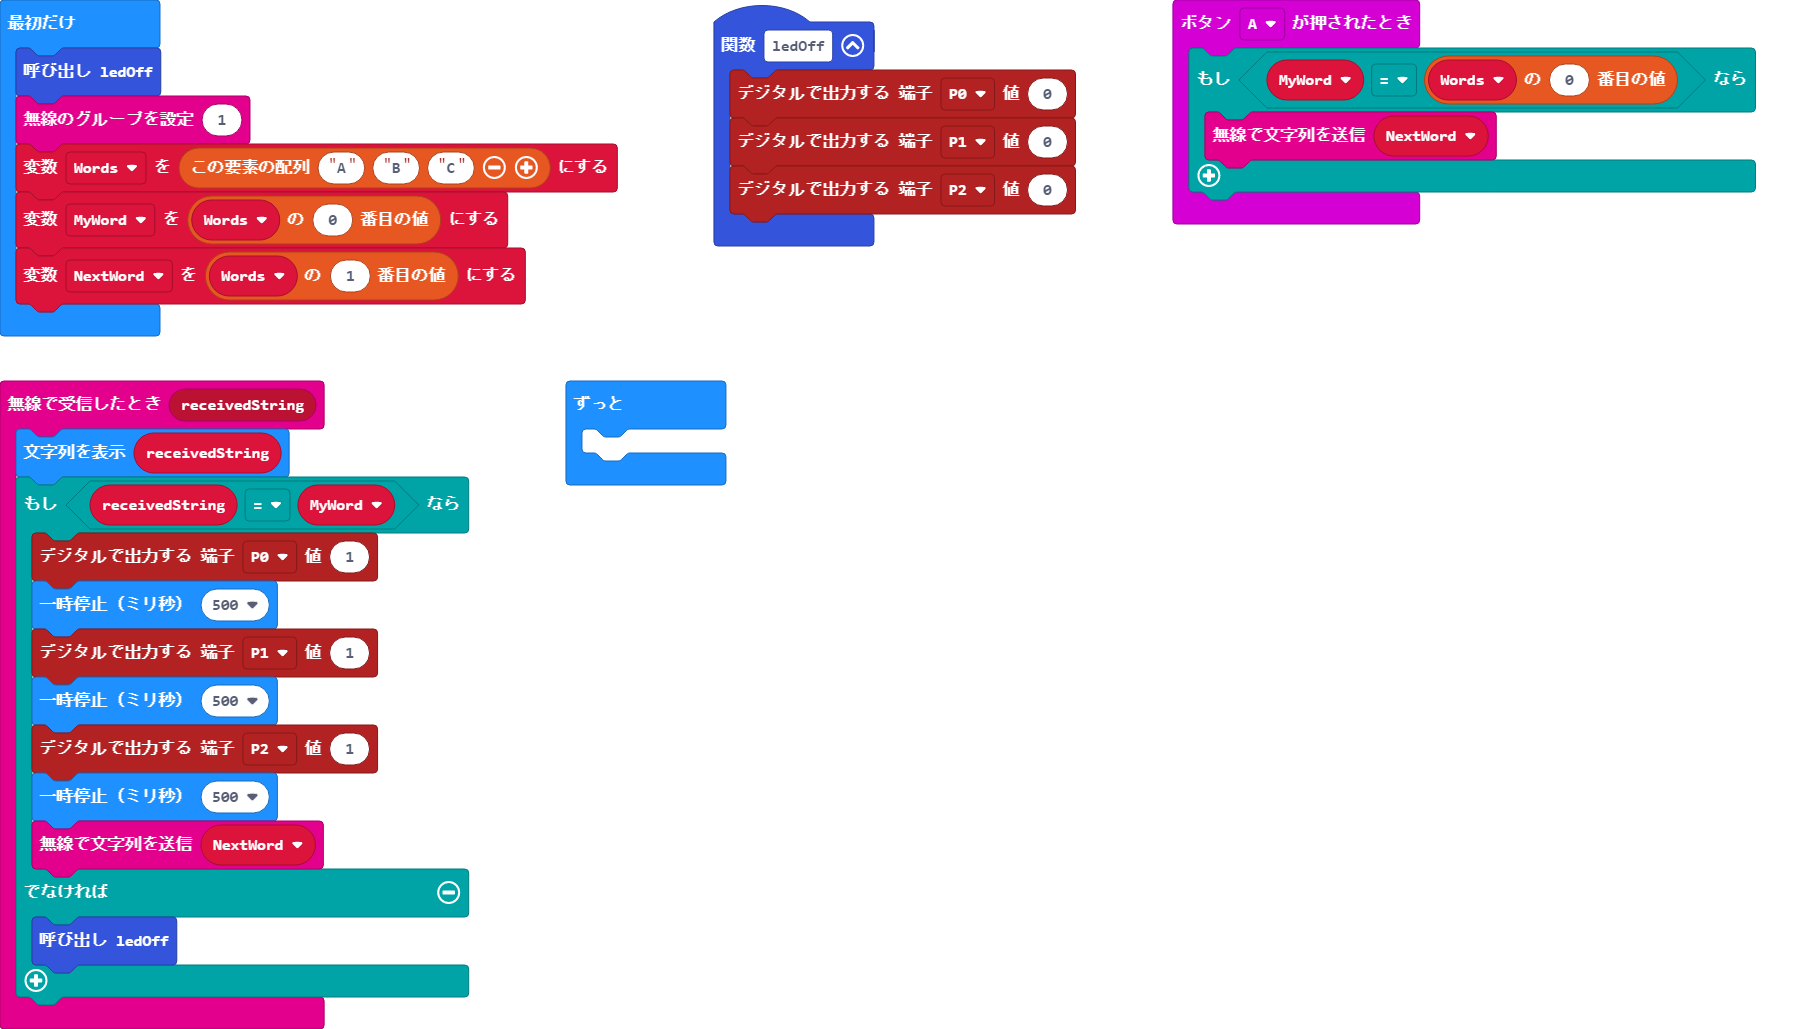 最初だけ
呼び出し ledOff
無線のグループを設定 1
変数 Words を この要素の配列 "A" "B" "C" にする
変数 MyWord を Words の 0 番目の値 にする
変数 NextWord を Words の 1 番目の値 にする
関数 ledOff
デジタルで出力する 端子 P0 値 0
デジタルで出力する 端子 P1 値 0
デジタルで出力する 端子 P2 値 0
ボタン A が押されたとき
もし MyWord = Words の 0 番目の値 なら
無線で文字列を送信 NextWord
無線で受信したとき receivedString
文字列を表示 receivedString
もし receivedString = MyWord なら
デジタルで出力する 端子 P0 値 1
一時停止（ミリ秒） 500
デジタルで出力する 端子 P1 値 1
一時停止（ミリ秒） 500
デジタルで出力する 端子 P2 値 1
一時停止（ミリ秒） 500
無線で文字列を送信 NextWord
でなければ
呼び出し ledOff
ずっと